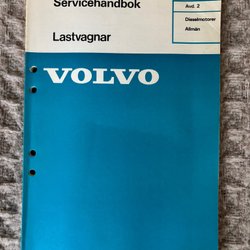 Servicehandbok
Avd. 2
Dieselmotorer
Allmän
Lastvagnar
VOLVO